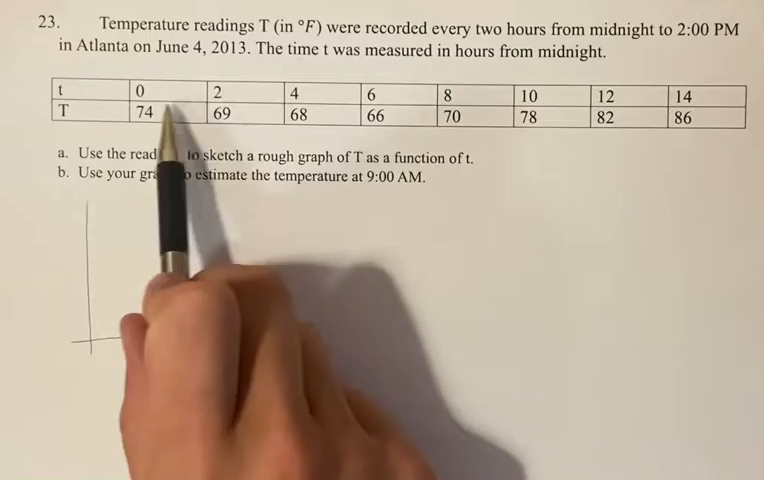 23. Temperature readings T (in °F) were recorded every two hours from midnight to 2:00 PM
in Atlanta on June 4, 2013. The time t was measured in hours from midnight.
t 0 2 4 6 8 10 12 14
T 74 69 68 66 70 78 82 86
a. Use the read to sketch a rough graph of T as a function of t.
b. Use your gra o estimate the temperature at 9:00 AM.